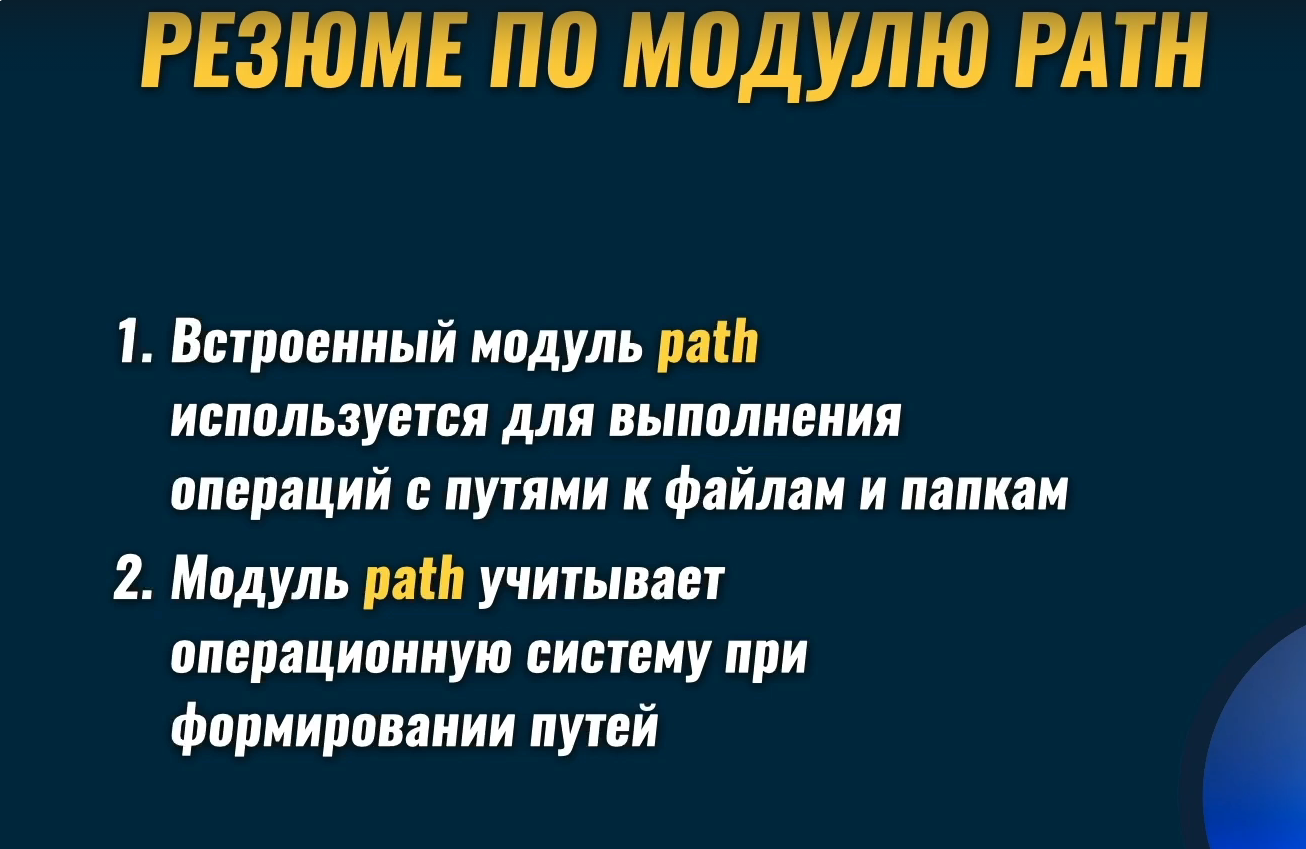 РЕЗЮМЕ ПО МОДУЛЮ PATH
1. Встроенный модуль path
используется для выполнения
операций с путями к файлам и папкам
2. Модуль path учитывает
операционную систему при
формировании путей